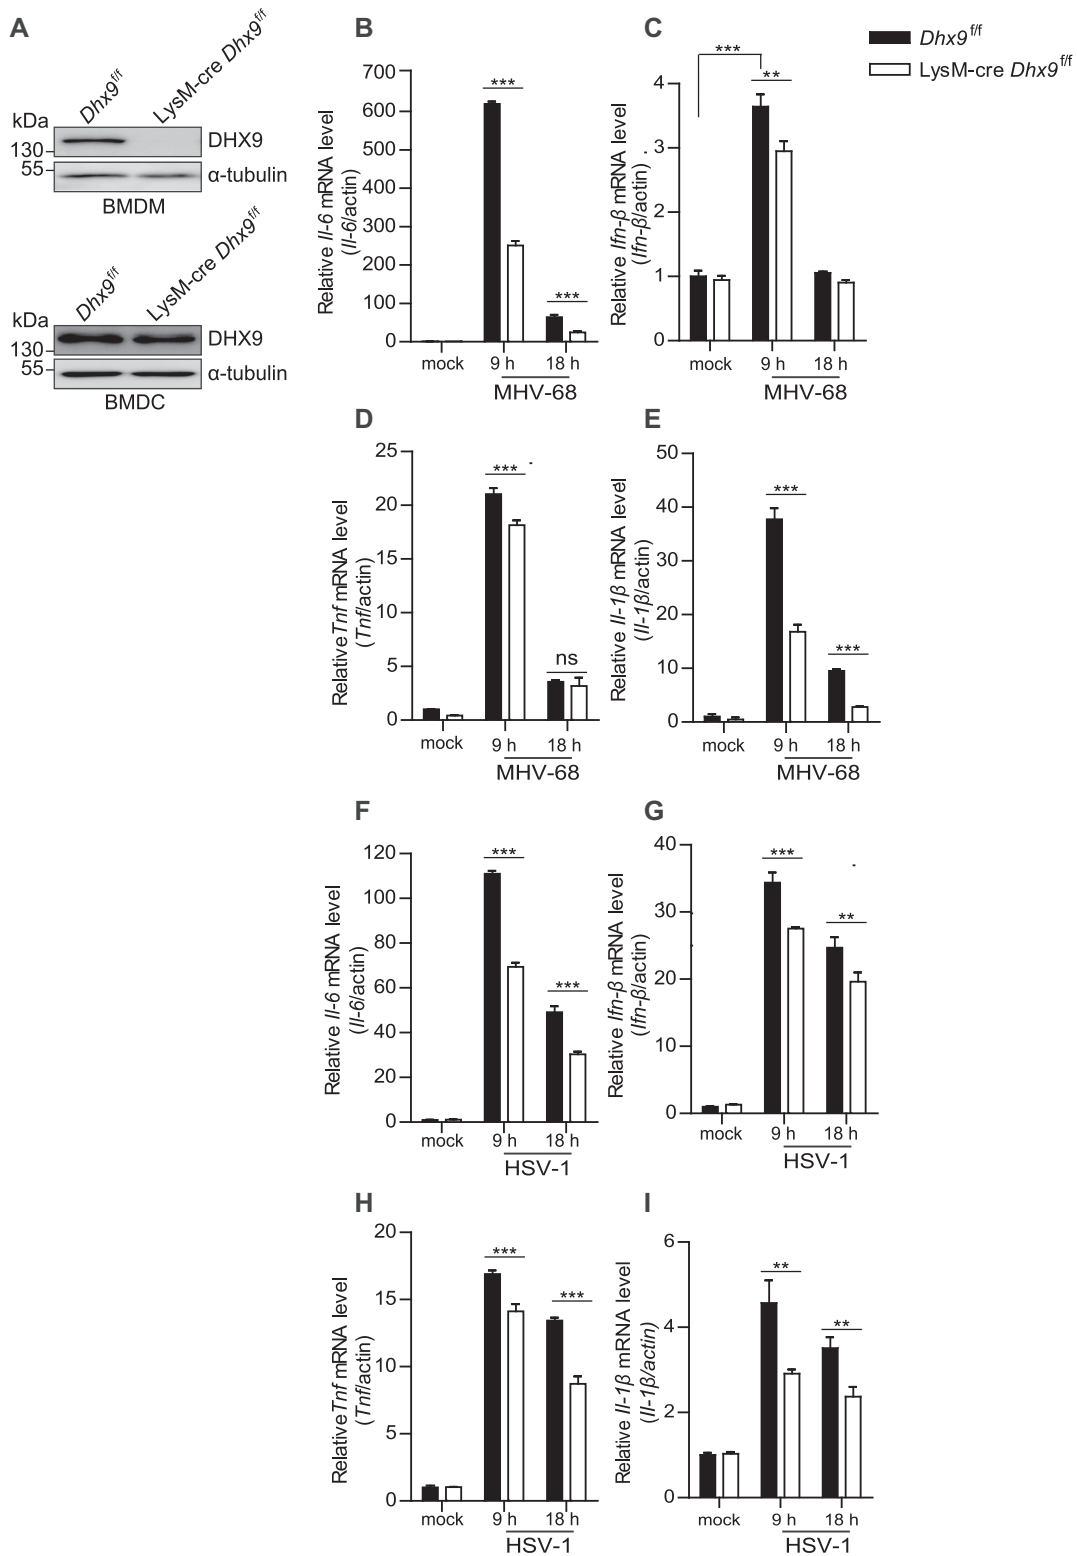 A
Dhx9f/f
LysM-cre Dhx9f/f
kDa
130
DHX9
55
α-tubulin
BMDM
Dhx9f/f
LysM-cre Dhx9f/f
kDa
130
DHX9
55
α-tubulin
BMDC
B
Relative Il-6 mRNA level
(Il-6/actin)
700
600
500
400
300
200
100
0
***
***
mock
9 h
18 h
MHV-68
C
Relative Ifn-β mRNA level
(Ifn-β/actin)
4
3
2
1
0
***
**
mock
9 h
18 h
MHV-68
Dhx9f/f
LysM-cre Dhx9f/f
D
Relative Tnf mRNA level
(Tnf/actin)
25
20
15
10
5
0
***
ns
mock
9 h
18 h
MHV-68
E
Relative Il-1β mRNA level
(Il-1β/actin)
50
40
30
20
10
0
***
***
mock
9 h
18 h
MHV-68
F
Relative Il-6 mRNA level
(Il-6/actin)
120
100
80
60
40
20
0
***
***
mock
9 h
18 h
HSV-1
G
Relative Ifn-β mRNA level
(Ifn-β/actin)
40
30
20
10
0
***
**
mock
9 h
18 h
HSV-1
H
Relative Tnf mRNA level
(Tnf/actin)
20
15
10
5
0
***
***
mock
9 h
18 h
HSV-1
I
Relative Il-1β mRNA level
(Il-1β/actin)
6
4
2
0
**
**
mock
9 h
18 h
HSV-1